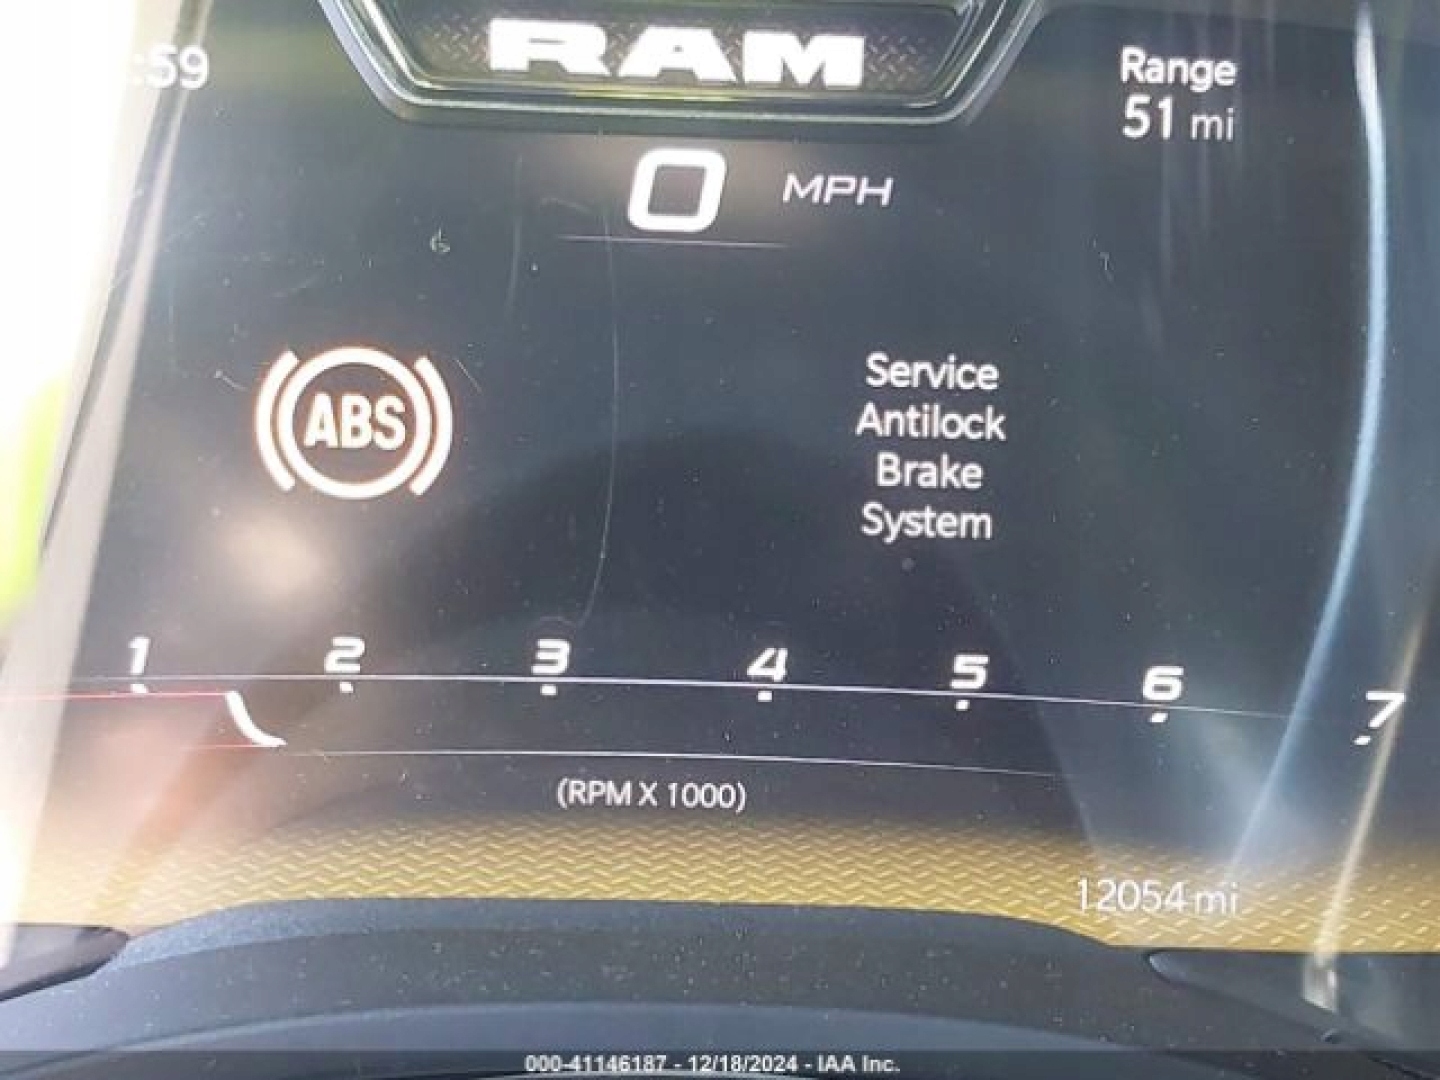 :59
RAM
Range
51 mi
0 MPH
ABS
Service
Antilock
Brake
System
1 2 3 4 5 6 7
(RPM X 1000)
12054 mi
000-41146187 - 12/18/2024 - IAA Inc.